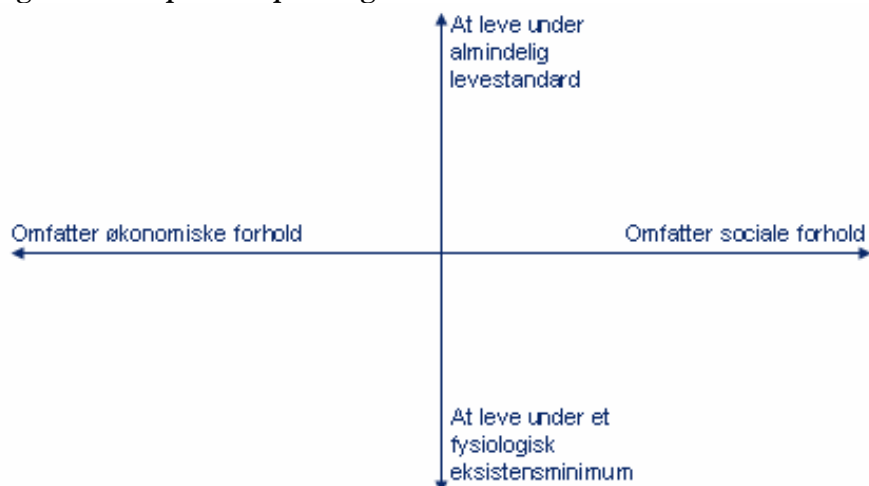 At leve under
almindelig
levestandard
Omfatter økonomiske forhold
Omfatter sociale forhold
At leve under et
fysiologisk
eksistensminimum